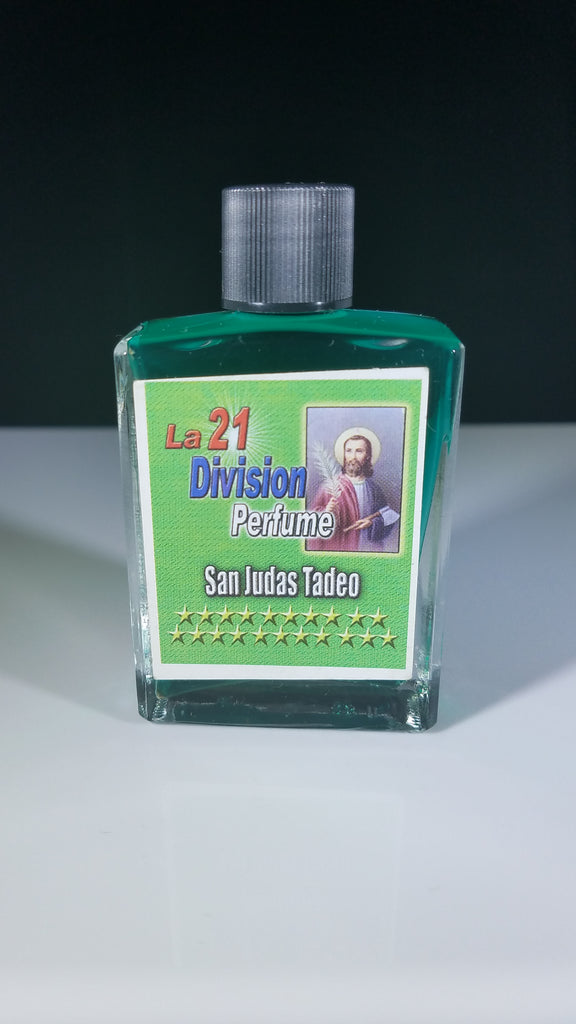 La 21
Division
Perfume
San Judas Tadeo